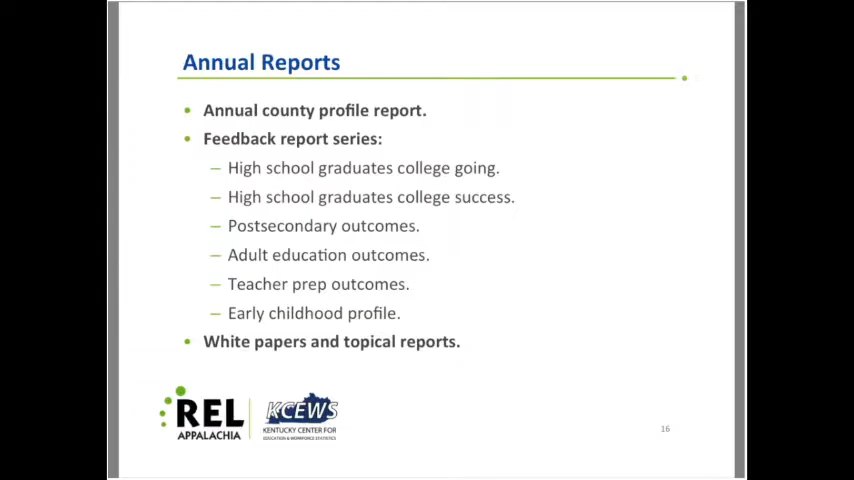 Annual Reports
• Annual county profile report.
• Feedback report series:
– High school graduates college going.
– High school graduates college success.
– Postsecondary outcomes.
– Adult education outcomes.
– Teacher prep outcomes.
– Early childhood profile.
• White papers and topical reports.
REL
APPALACHIA
KCEWS
KENTUCKY CENTER FOR
EDUCATION & WORKFORCE STATISTICS
16